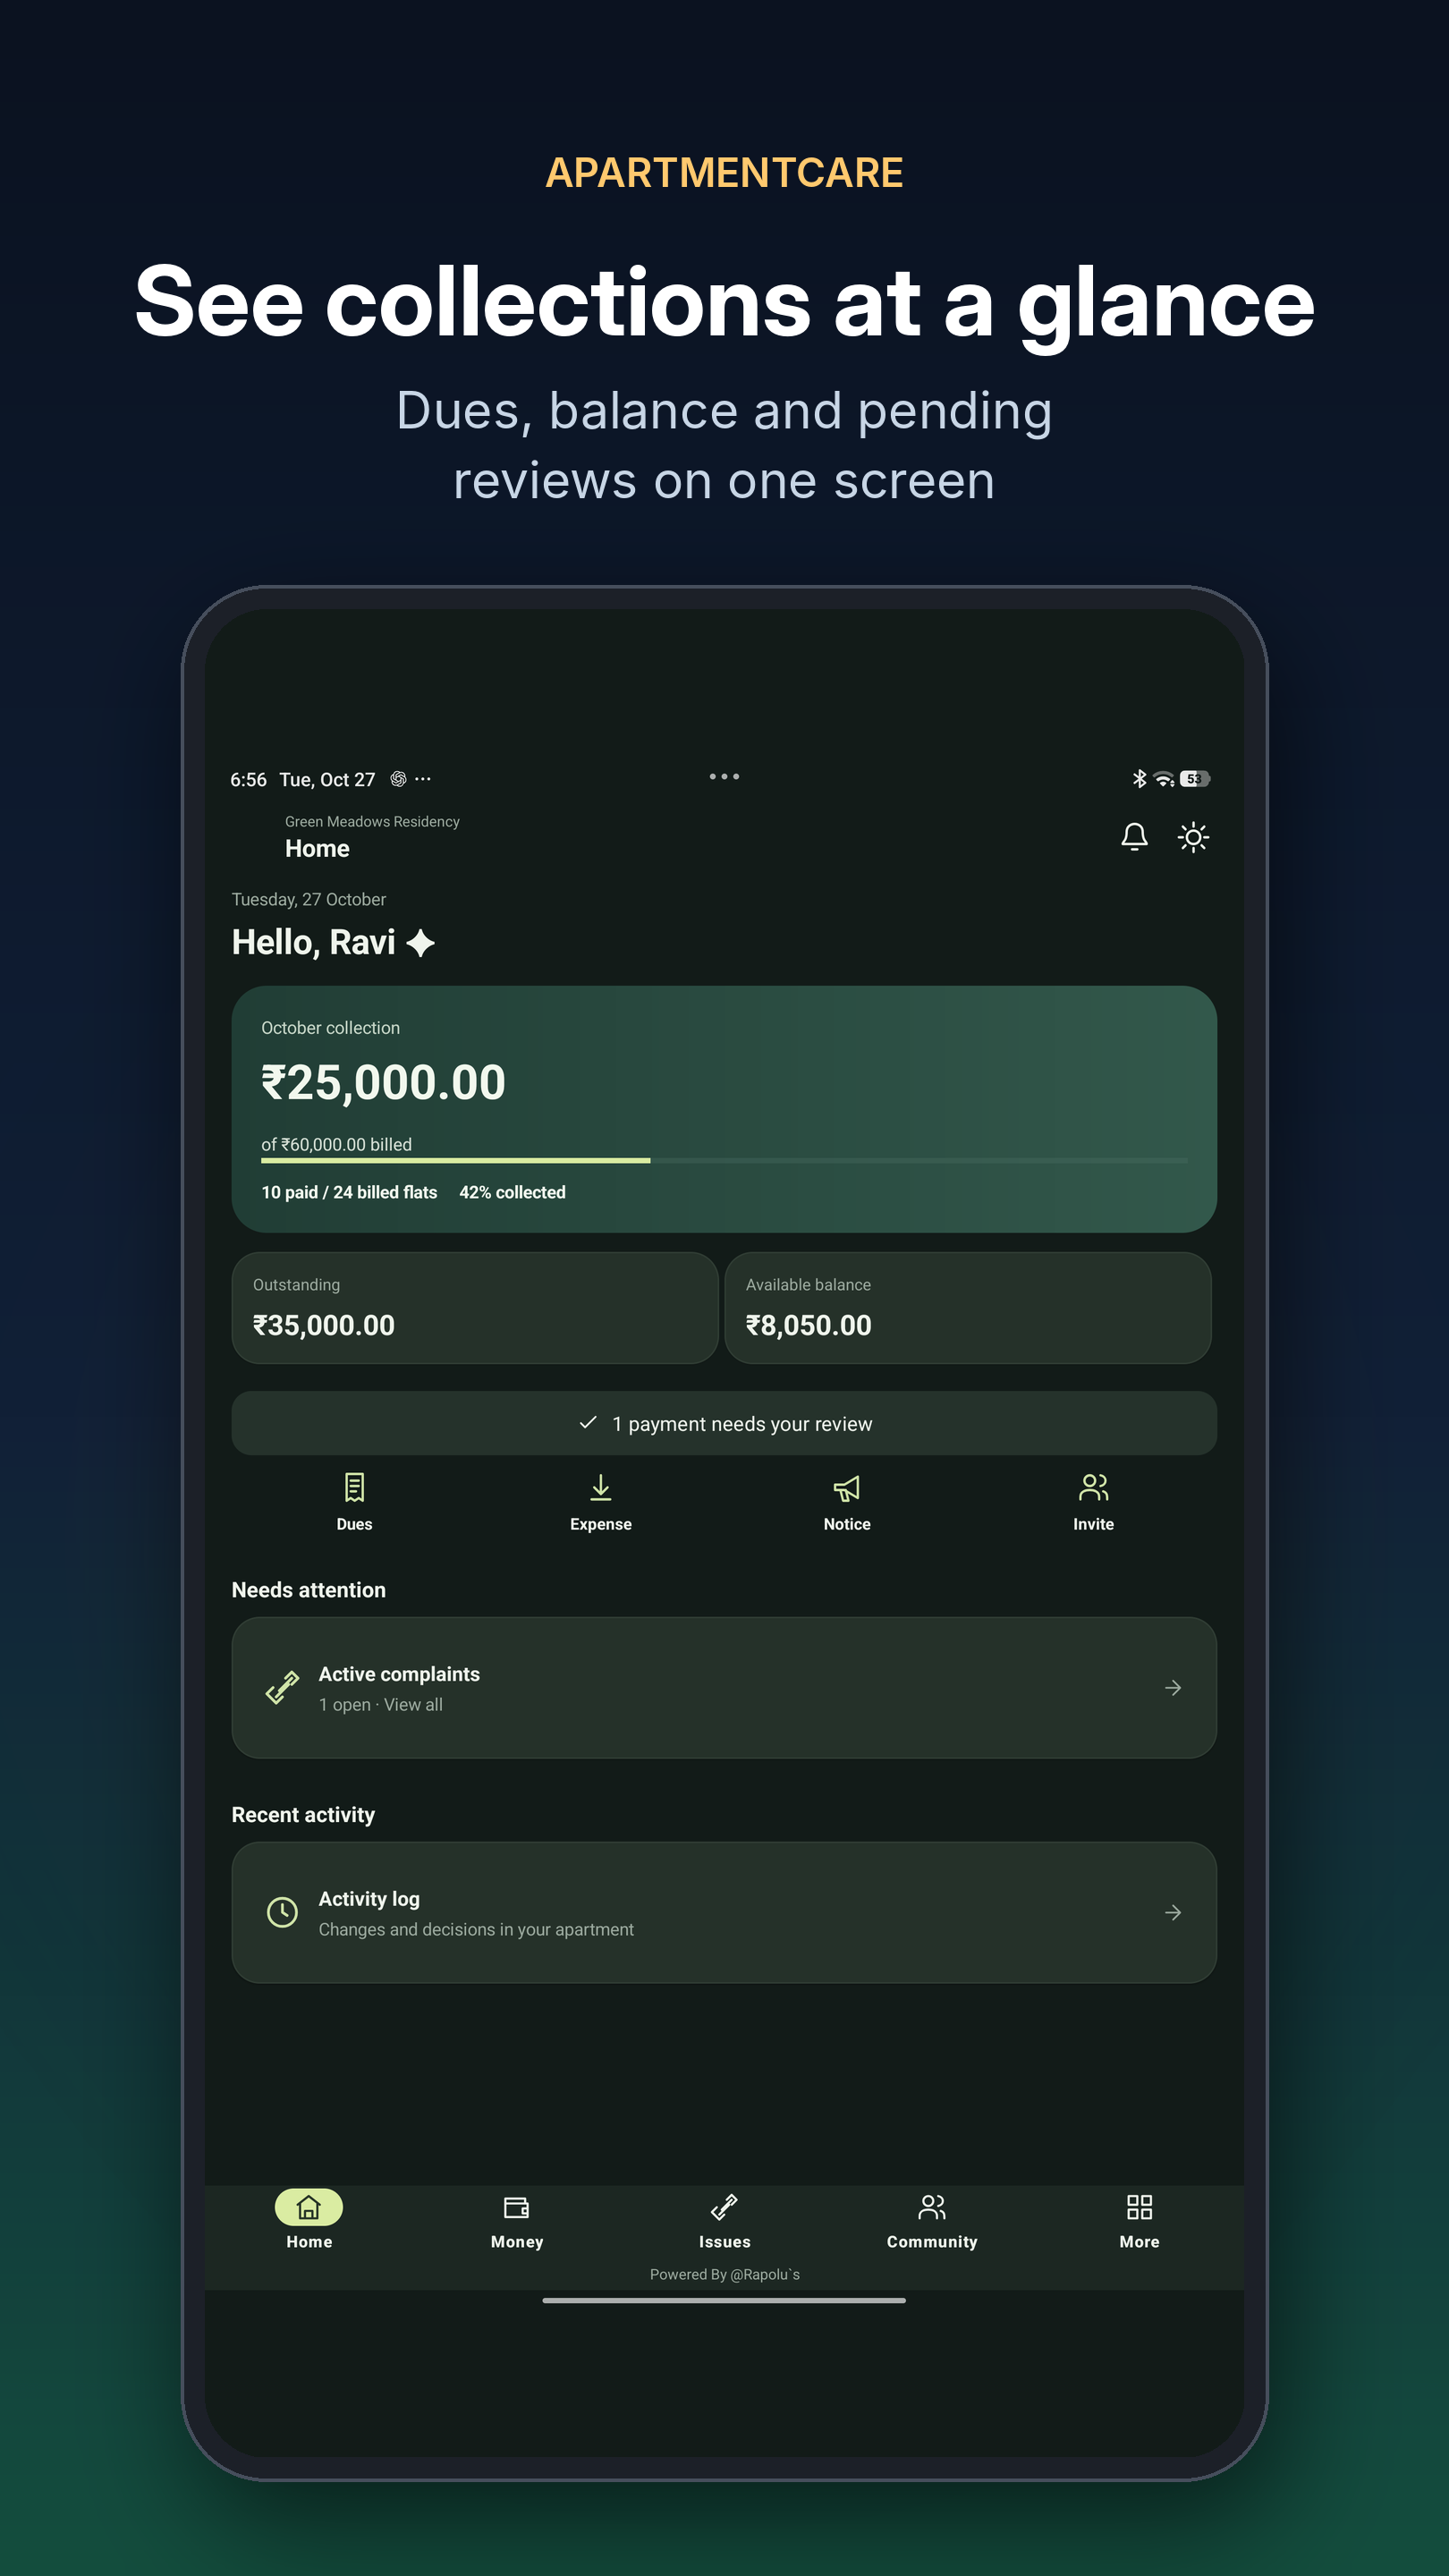 APARTMENTCARE
See collections at a glance
Dues, balance and pending
reviews on one screen
6:56 Tue, Oct 27
53
Green Meadows Residency
Home
Tuesday, 27 October
Hello, Ravi
October collection
₹25,000.00
of ₹60,000.00 billed
10 paid / 24 billed flats 42% collected
Outstanding
₹35,000.00
Available balance
₹8,050.00
1 payment needs your review
Dues
Expense
Notice
Invite
Needs attention
Active complaints
1 open · View all
Recent activity
Activity log
Changes and decisions in your apartment
Home
Money
Issues
Community
More
Powered By @Rapolu`s